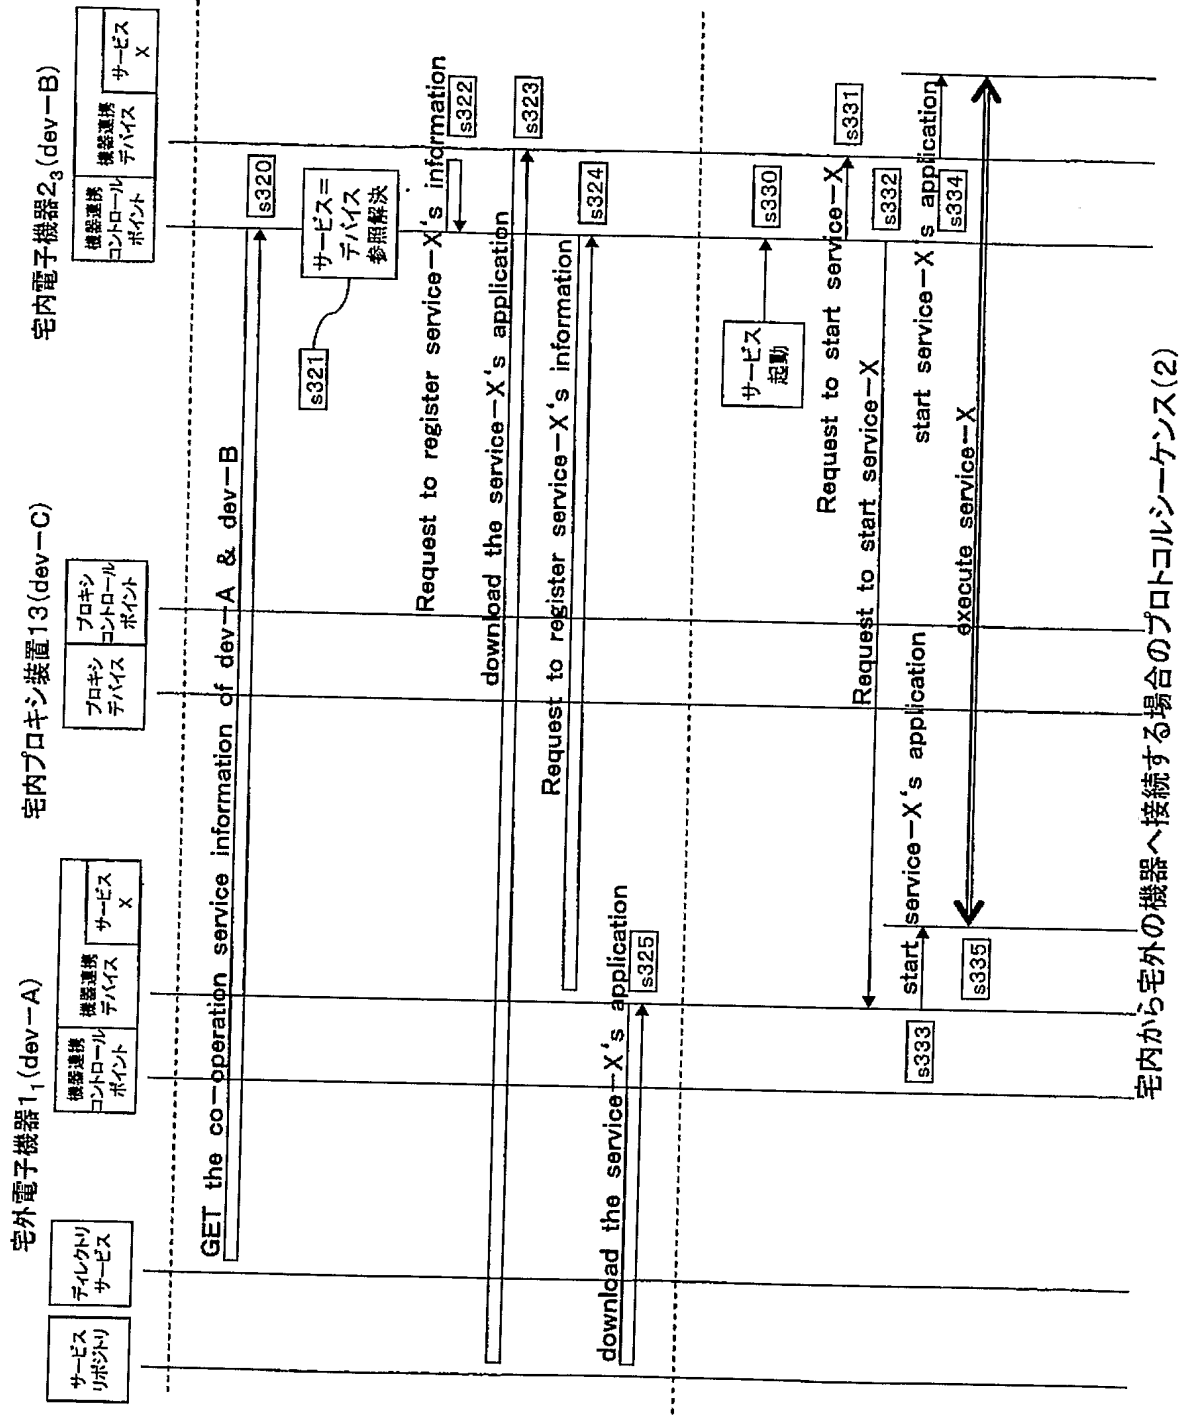 宅外電子機器1₁(dev－A)
宅内プロキシ装置13(dev－C)
宅内電子機器2₃(dev－B)
サービス
リポジトリ
ディレクトリ
サービス
機器連携
コントロール
ポイント
機器連携
デバイス
サービス
X
プロキシ
デバイス
プロキシ
コントロール
ポイント
機器連携
コントロール
ポイント
機器連携
デバイス
サービス
X
GET the co－operation service information of dev－A & dev－B
s320
サービス＝
デバイス
参照解決
s321
Request to register service－X‘s information
s322
download the service－X‘s application
s323
Request to register service－X‘s information
s324
download the service－X‘s application
s325
サービス
起動
s330
Request to start service－X
s331
Request to start service－X
s332
start service－X‘s application
s333
start service－X‘s application
s334
execute service－X
s335
宅内から宅外の機器へ接続する場合のプロトコルシーケンス(2)